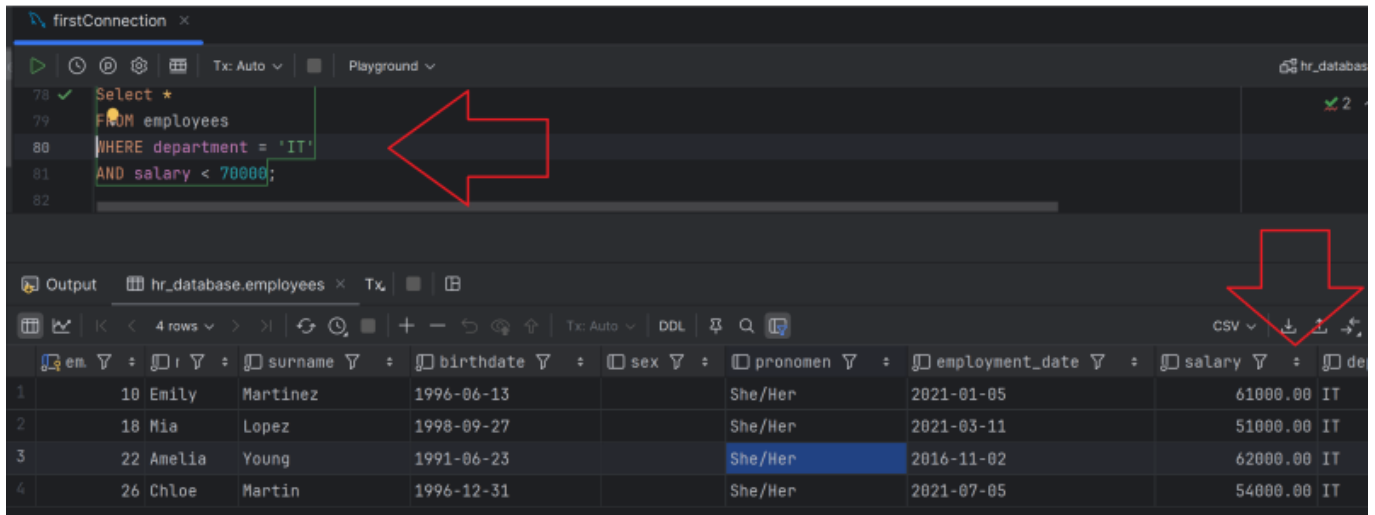 firstConnection ×
Tx: Auto Playground hr_databas
78 Select *
79 FROM employees
80 WHERE department = 'IT'
81 AND salary < 70000;
82
2
Output hr_database.employees × Tx
4 rows Tx: Auto DDL CSV
em. r surname birthdate sex pronomen employment_date salary de
1 10 Emily Martinez 1996-06-13 She/Her 2021-01-05 61000.00 IT
2 18 Mia Lopez 1998-09-27 She/Her 2021-03-11 51000.00 IT
3 22 Amelia Young 1991-06-23 She/Her 2016-11-02 62000.00 IT
4 26 Chloe Martin 1996-12-31 She/Her 2021-07-05 54000.00 IT